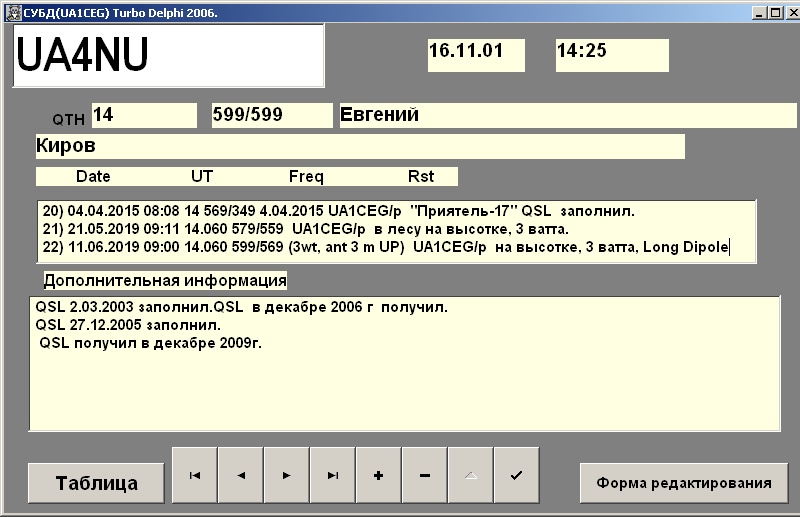 СУБД(UA1CEG) Turbo Delphi 2006.
UA4NU
16.11.01 14:25
QTH 14 599/599 Евгений
Киров
Date UT Freq Rst
20) 04.04.2015 08:08 14 569/349 4.04.2015 UA1CEG/p "Приятель-17" QSL заполнил.
21) 21.05.2019 09:11 14.060 579/559 UA1CEG/p в лесу на высотке, 3 ватта.
22) 11.06.2019 09:00 14.060 599/569 (3wt, ant 3 m UP) UA1CEG/p на высотке, 3 ватта, Long Dipole
Дополнительная информация
QSL 2.03.2003 заполнил.QSL в декабре 2006 г получил.
QSL 27.12.2005 заполнил.
QSL получил в декабре 2009г.
Таблица
Форма редактирования